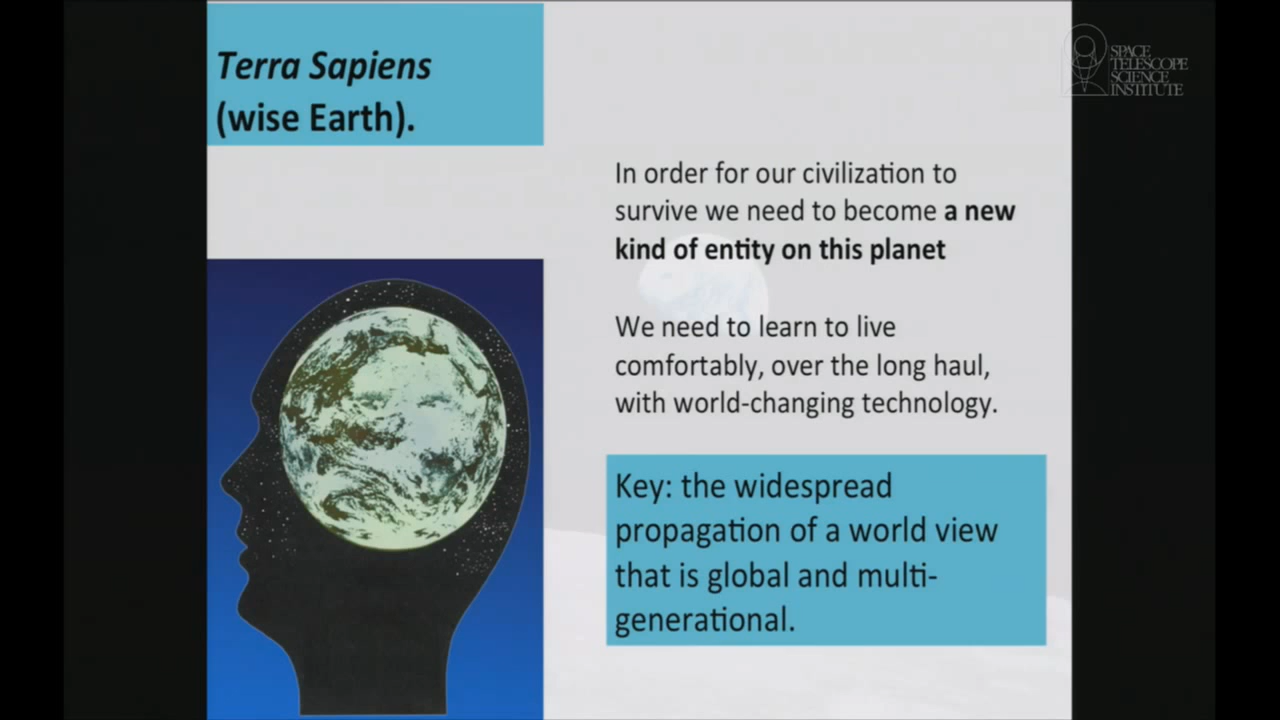 Terra Sapiens
(wise Earth).
SPACE
TELESCOPE
SCIENCE
INSTITUTE
In order for our civilization to
survive we need to become a new
kind of entity on this planet
We need to learn to live
comfortably, over the long haul,
with world-changing technology.
Key: the widespread
propagation of a world view
that is global and multi-
generational.